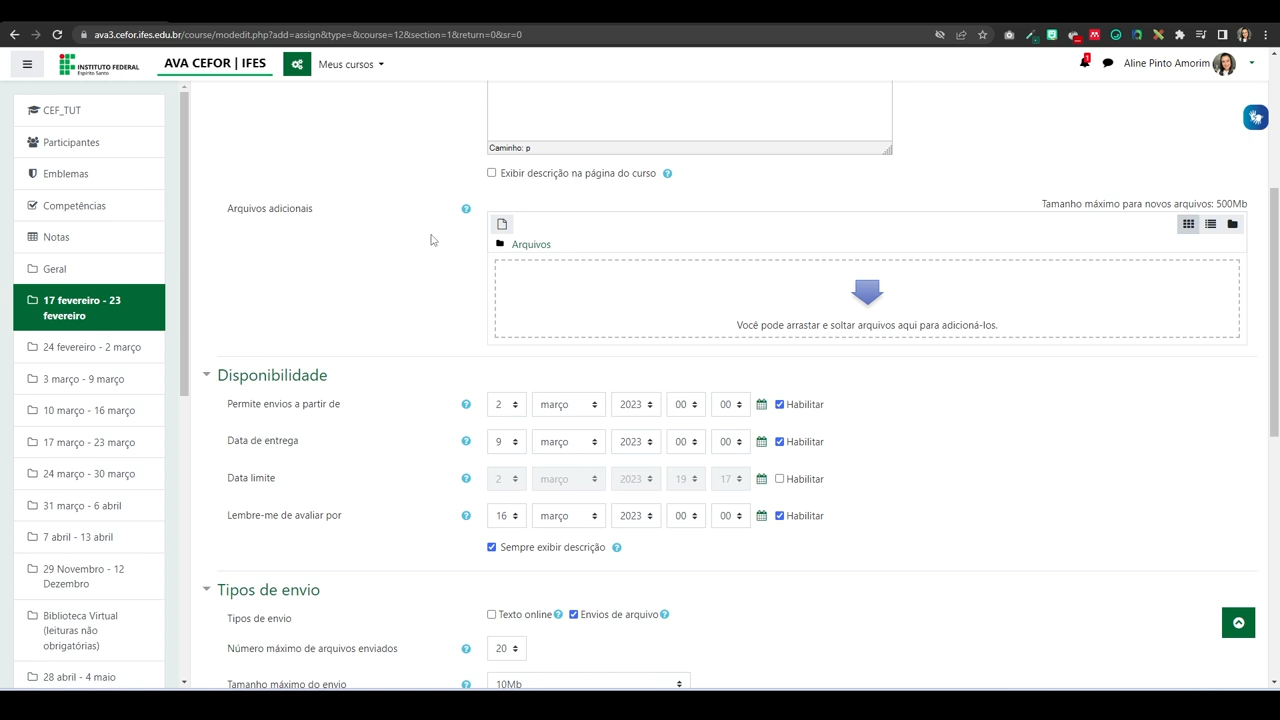 ava3.cefor.ifes.edu.br/course/modedit.php?add=assign&type=&course=12&section=1&return=0&sr=0
INSTITUTO FEDERAL
Espírito Santo
AVA CEFOR | IFES
Meus cursos
1
Aline Pinto Amorim
CEF_TUT
Participantes
Emblemas
Competências
Notas
Geral
17 fevereiro - 23
fevereiro
24 fevereiro - 2 março
3 março - 9 março
10 março - 16 março
17 março - 23 março
24 março - 30 março
31 março - 6 abril
7 abril - 13 abril
29 Novembro - 12
Dezembro
Biblioteca Virtual
(leituras não
obrigatórias)
28 abril - 4 maio
Caminho: p
Exibir descrição na página do curso
Arquivos adicionais
Tamanho máximo para novos arquivos: 500Mb
Arquivos
Você pode arrastar e soltar arquivos aqui para adicioná-los.
Disponibilidade
Permite envios a partir de 2 março 2023 00 00 Habilitar
Data de entrega 9 março 2023 00 00 Habilitar
Data limite 2 março 2023 19 17 Habilitar
Lembre-me de avaliar por 16 março 2023 00 00 Habilitar
Sempre exibir descrição
Tipos de envio
Tipos de envio Texto online Envios de arquivo
Número máximo de arquivos enviados 20
Tamanho máximo do envio 10Mb